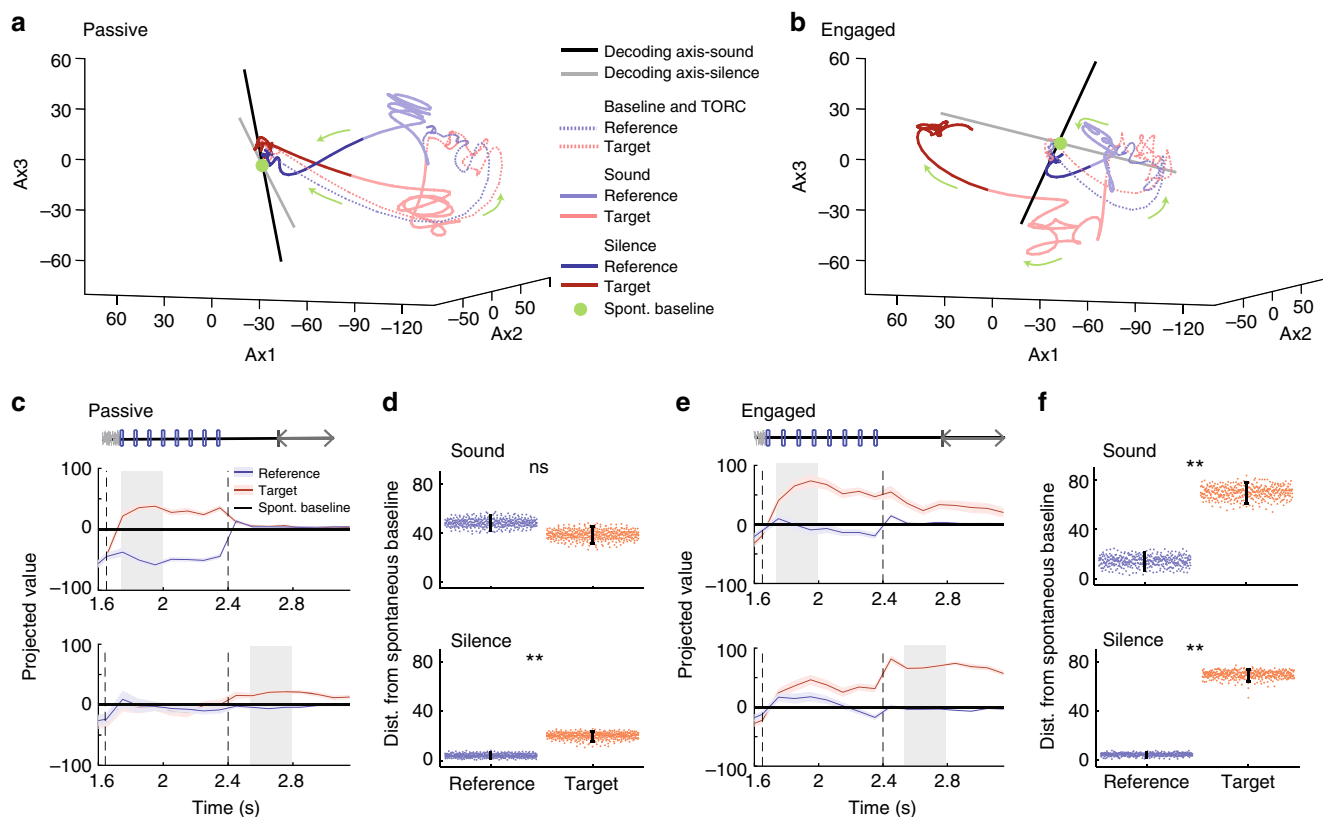 a
Passive
60
30
0
−30
−60
Ax3
60 30 0 −30 −60 −90 −120
Ax1
−50 0 50
Ax2
Decoding axis-sound
Decoding axis-silence
Baseline and TORC
Reference
Target
Sound
Reference
Target
Silence
Reference
Target
Spont. baseline
b
Engaged
60
30
0
−30
−60
Ax3
60 30 0 −30 −60 −90 −120
Ax1
−50 0 50
Ax2
c
Passive
100
0
−100
Reference
Target
Spont. baseline
1.6 2 2.4 2.8
100
0
−100
1.6 2 2.4 2.8
Projected value
Time (s)
d
Sound
ns
80
40
0
Silence
**
80
40
0
Dist. from spontaneous baseline
Reference Target
e
Engaged
100
0
−100
1.6 2 2.4 2.8
100
0
−100
1.6 2 2.4 2.8
Projected value
Time (s)
f
Sound
**
80
40
0
Silence
**
80
40
0
Dist. from spontaneous baseline
Reference Target